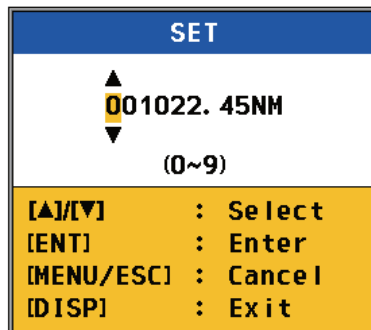 SET
▲
001022. 45NM
▼
(0~9)
[▲]/[▼] : Select
[ENT] : Enter
[MENU/ESC] : Cancel
[DISP] : Exit